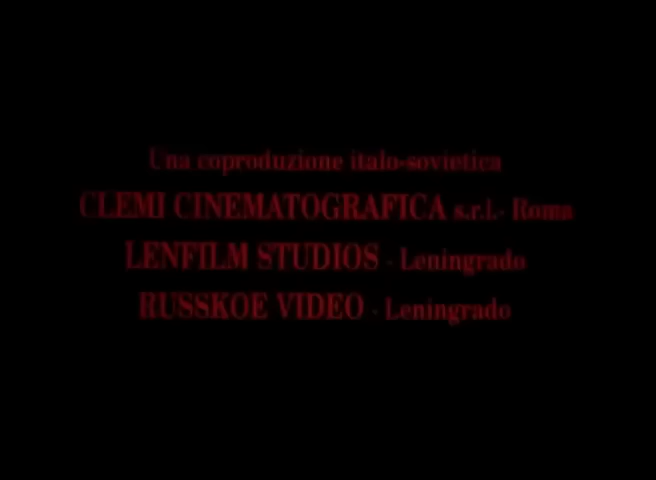 Una coproduzione italo-sovietica
CLEMI CINEMATOGRAFICA s.r.l.- Roma
LENFILM STUDIOS - Leningrado
RUSSKOE VIDEO - Leningrado